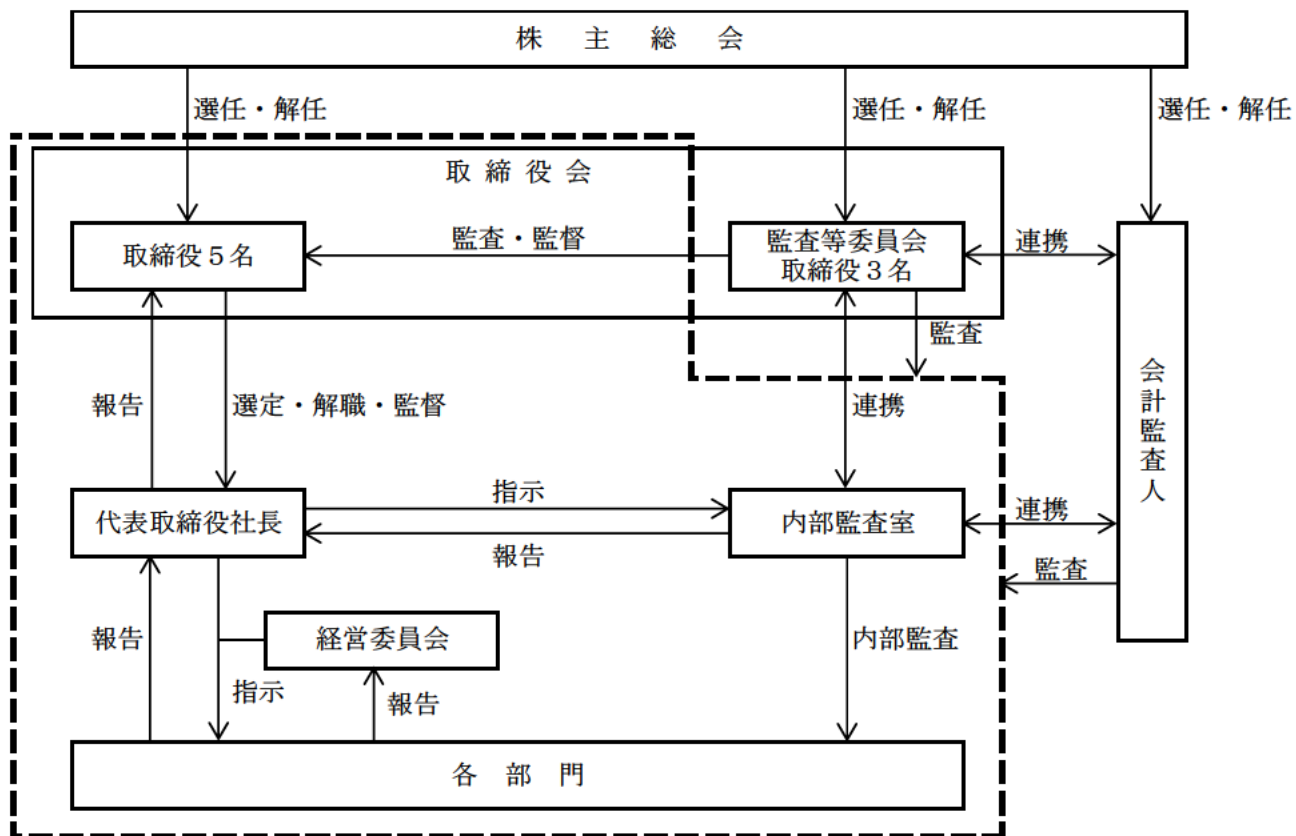 株主総会
選任・解任
選任・解任
選任・解任
取締役会
取締役５名
監査・監督
監査等委員会
取締役３名
連携
監査
報告
選定・解職・監督
連携
会計監査人
代表取締役社長
指示
報告
内部監査室
連携
監査
報告
経営委員会
内部監査
指示
報告
各部門